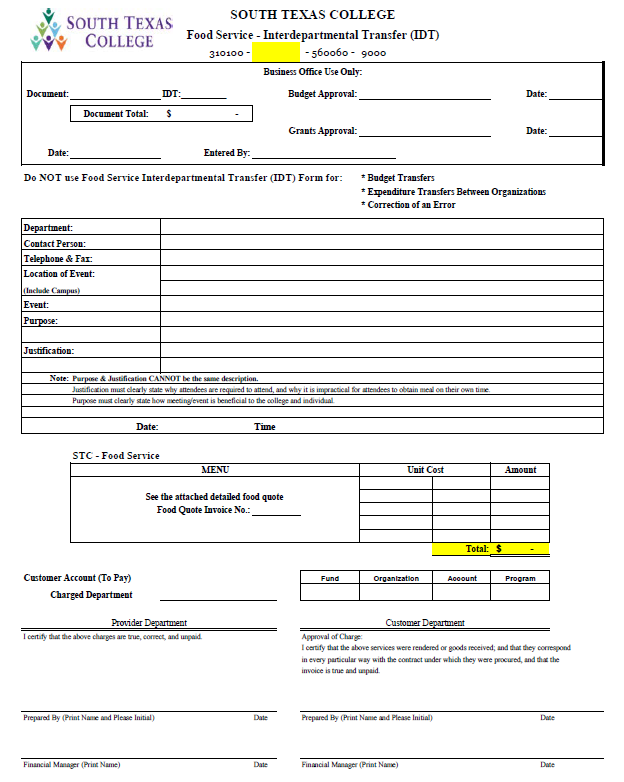 SOUTH TEXAS
COLLEGE
SOUTH TEXAS COLLEGE
Food Service - Interdepartmental Transfer (IDT)
310100 - - 560060 - 9000
Business Office Use Only:
Document: IDT: Budget Approval: Date:
Document Total: $ -
Grants Approval: Date:
Date: Entered By:
Do NOT use Food Service Interdepartmental Transfer (IDT) Form for: * Budget Transfers
* Expenditure Transfers Between Organizations
* Correction of an Error
Department:
Contact Person:
Telephone & Fax:
Location of Event:
(Include Campus)
Event:
Purpose:
Justification:
Note: Purpose & Justification CANNOT be the same description.
Justification must clearly state why attendees are required to attend, and why it is impractical for attendees to obtain meal on their own time.
Purpose must clearly state how meeting/event is beneficial to the college and individual.
Date: Time
STC - Food Service
MENU Unit Cost Amount
See the attached detailed food quote
Food Quote Invoice No.:
Total: $ -
Customer Account (To Pay) Fund Organization Account Program
Charged Department
Provider Department Customer Department
I certify that the above charges are true, correct, and unpaid. Approval of Charge:
I certify that the above services were rendered or goods received; and that they correspond
in every particular way with the contract under which they were procured, and that the
invoice is true and unpaid.
Prepared By (Print Name and Please Initial) Date Prepared By (Print Name and Please Initial) Date
Financial Manager (Print Name) Date Financial Manager (Print Name) Date